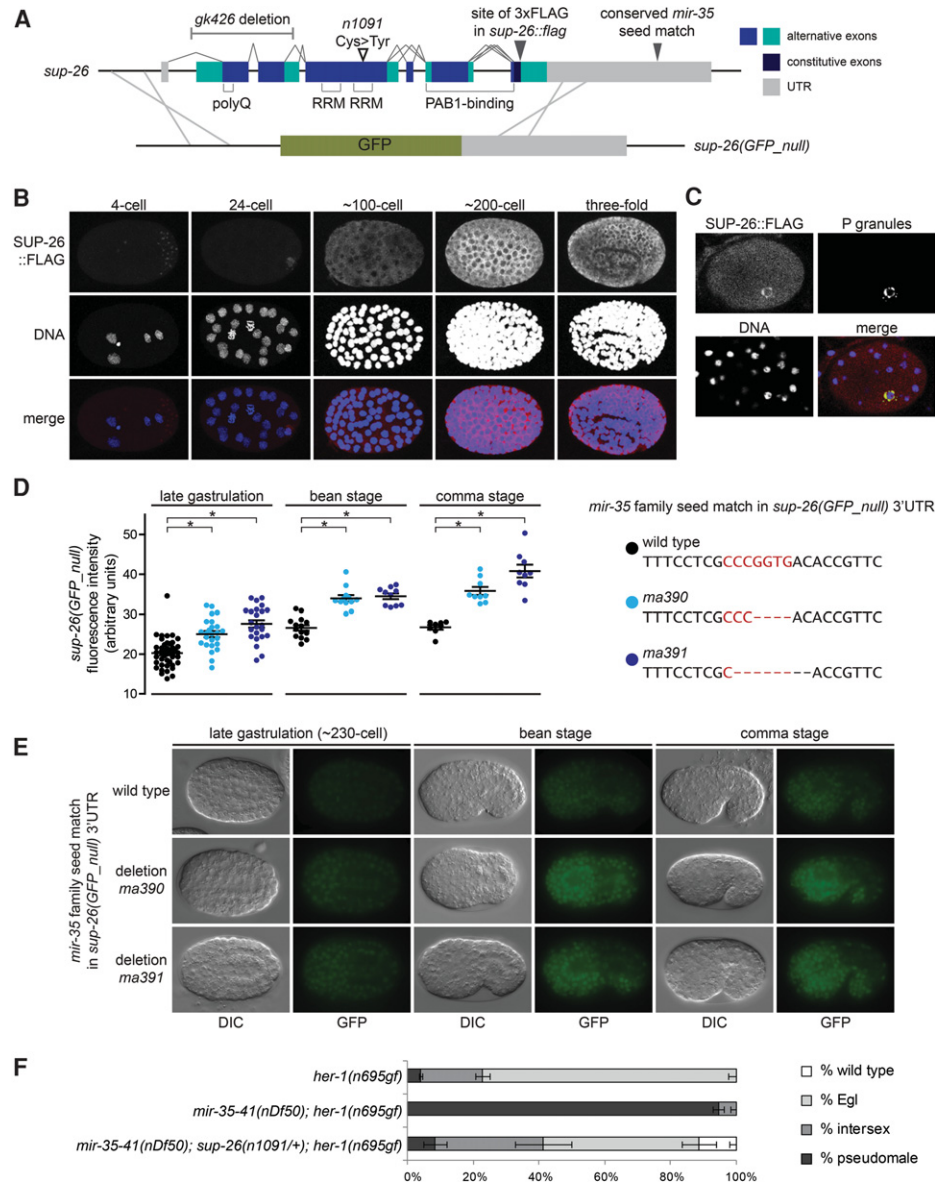 A
gk426 deletion
n1091
Cys>Tyr
site of 3xFLAG
in sup-26::flag
conserved mir-35
seed match
alternative exons
constitutive exons
UTR
sup-26
polyQ
RRM RRM
PAB1-binding
GFP
sup-26(GFP_null)
B
4-cell 24-cell ~100-cell ~200-cell three-fold
SUP-26
::FLAG
DNA
merge
C
SUP-26::FLAG P granules
DNA merge
D
late gastrulation bean stage comma stage
* * * * * *
sup-26(GFP_null)
fluorescence intensity
(arbitrary units)
50
40
30
20
10
mir-35 family seed match in sup-26(GFP_null) 3'UTR
wild type
TTTCCTCGCCCGGTGACACCGTTC
ma390
TTTCCTCGCCC----ACACCGTTC
ma391
TTTCCTCGC--------ACCGTTC
E
late gastrulation (~230-cell) bean stage comma stage
mir-35 family seed match
in sup-26(GFP_null) 3'UTR
wild type
deletion
ma390
deletion
ma391
DIC GFP DIC GFP DIC GFP
F
her-1(n695gf)
mir-35-41(nDf50); her-1(n695gf)
mir-35-41(nDf50); sup-26(n1091/+); her-1(n695gf)
0% 20% 40% 60% 80% 100%
% wild type
% Egl
% intersex
% pseudomale